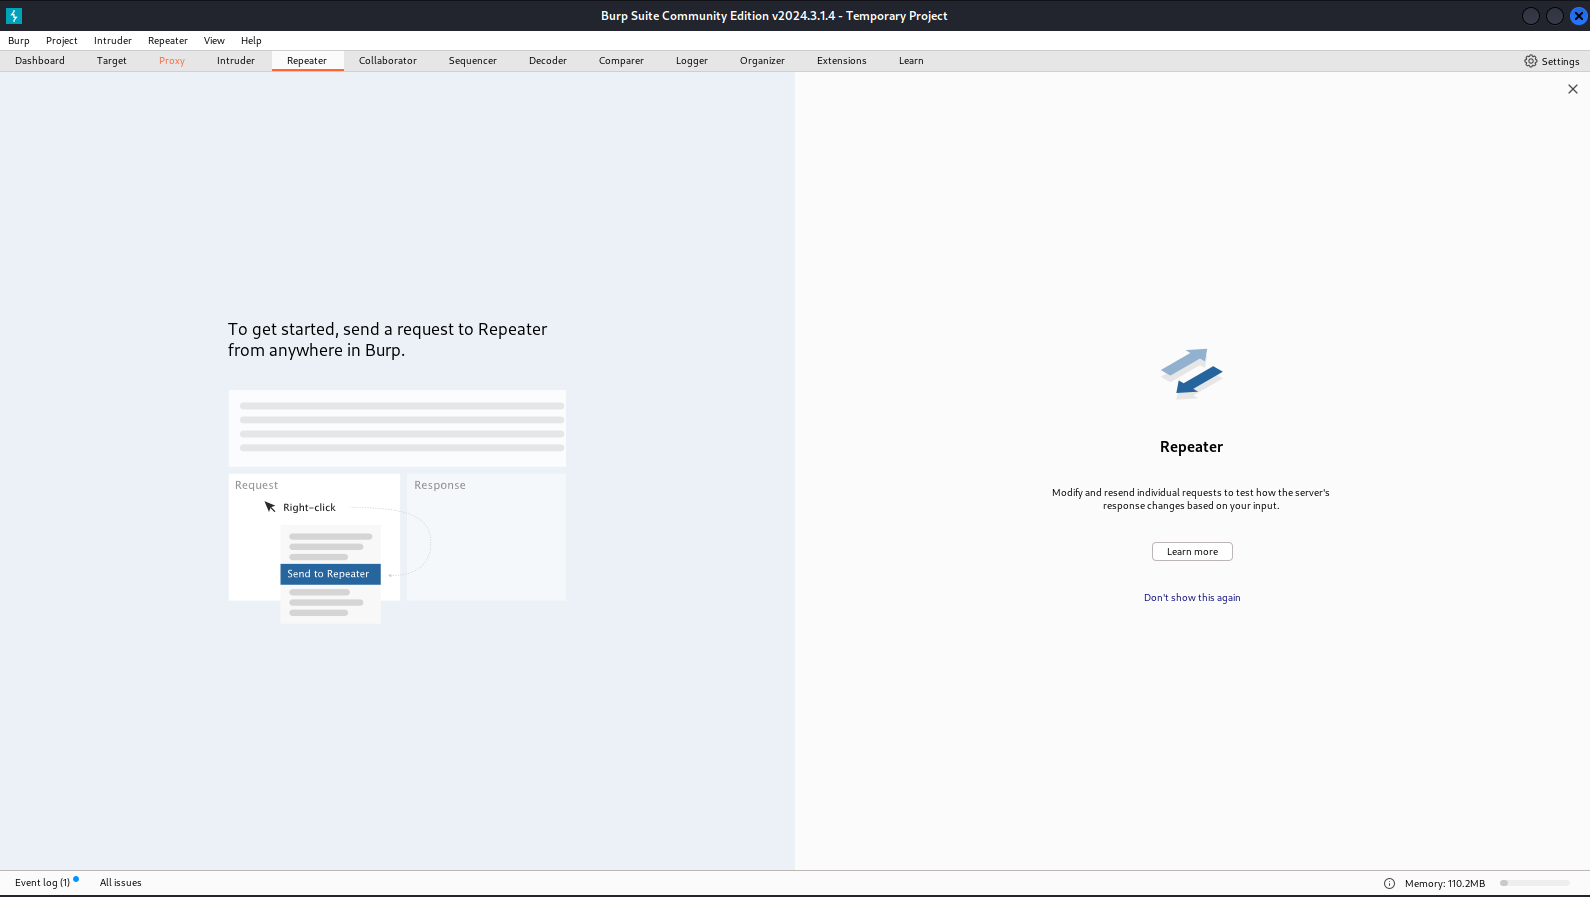 Burp Suite Community Edition v2024.3.1.4 - Temporary Project
Burp Project Intruder Repeater View Help
Dashboard Target Proxy Intruder Repeater Collaborator Sequencer Decoder Comparer Logger Organizer Extensions Learn Settings
To get started, send a request to Repeater
from anywhere in Burp.
Request Response
Right-click
Send to Repeater
Repeater
Modify and resend individual requests to test how the server's
response changes based on your input.
Learn more
Don't show this again
Event log (1) All issues Memory: 110.2MB